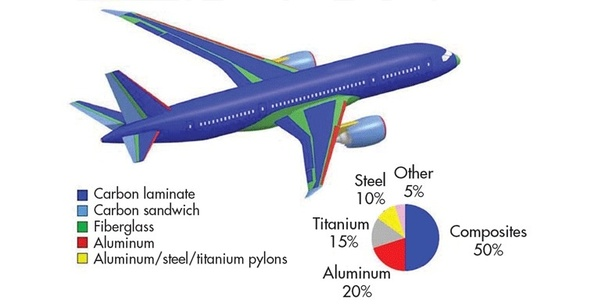 Carbon laminate
Carbon sandwich
Fiberglass
Aluminum
Aluminum/steel/titanium pylons
Steel
10%
Other
5%
Titanium
15%
Composites
50%
Aluminum
20%